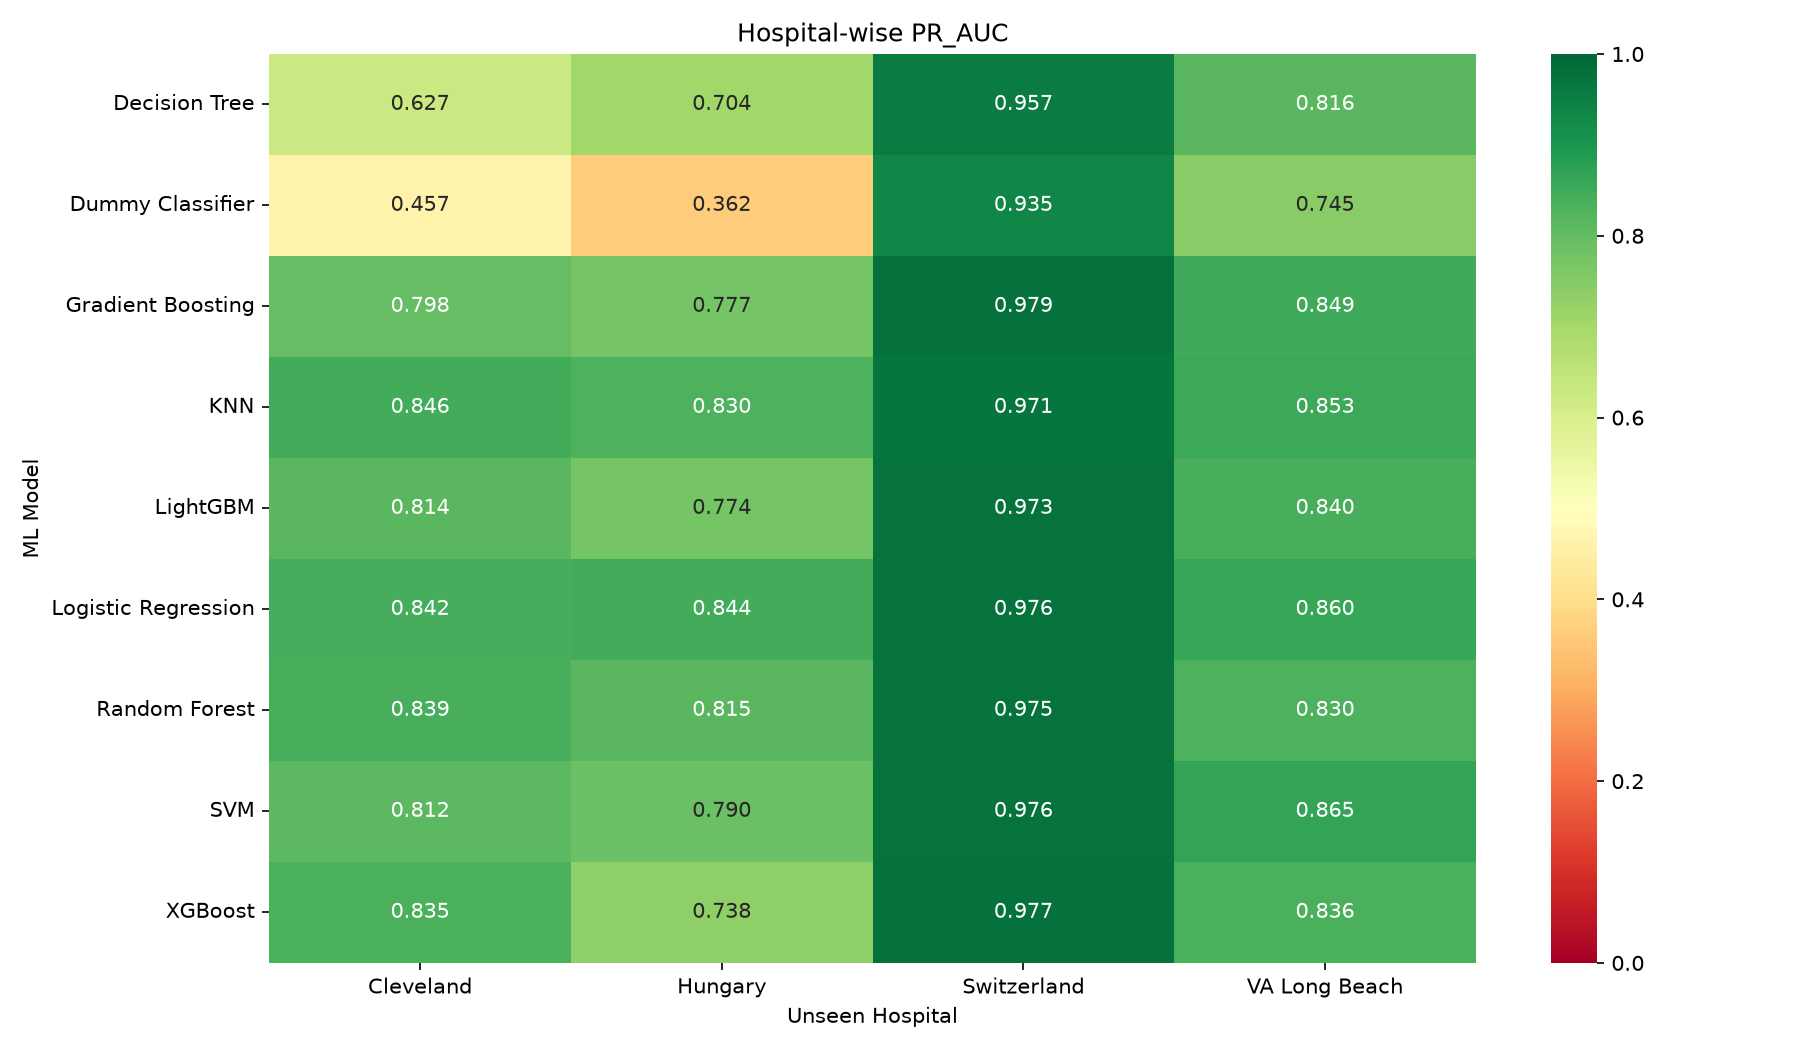 Hospital-wise PR_AUC
Decision Tree 0.627 0.704 0.957 0.816
Dummy Classifier 0.457 0.362 0.935 0.745
Gradient Boosting 0.798 0.777 0.979 0.849
KNN 0.846 0.830 0.971 0.853
LightGBM 0.814 0.774 0.973 0.840
Logistic Regression 0.842 0.844 0.976 0.860
Random Forest 0.839 0.815 0.975 0.830
SVM 0.812 0.790 0.976 0.865
XGBoost 0.835 0.738 0.977 0.836
Cleveland Hungary Switzerland VA Long Beach
Unseen Hospital
ML Model
1.0
0.8
0.6
0.4
0.2
0.0